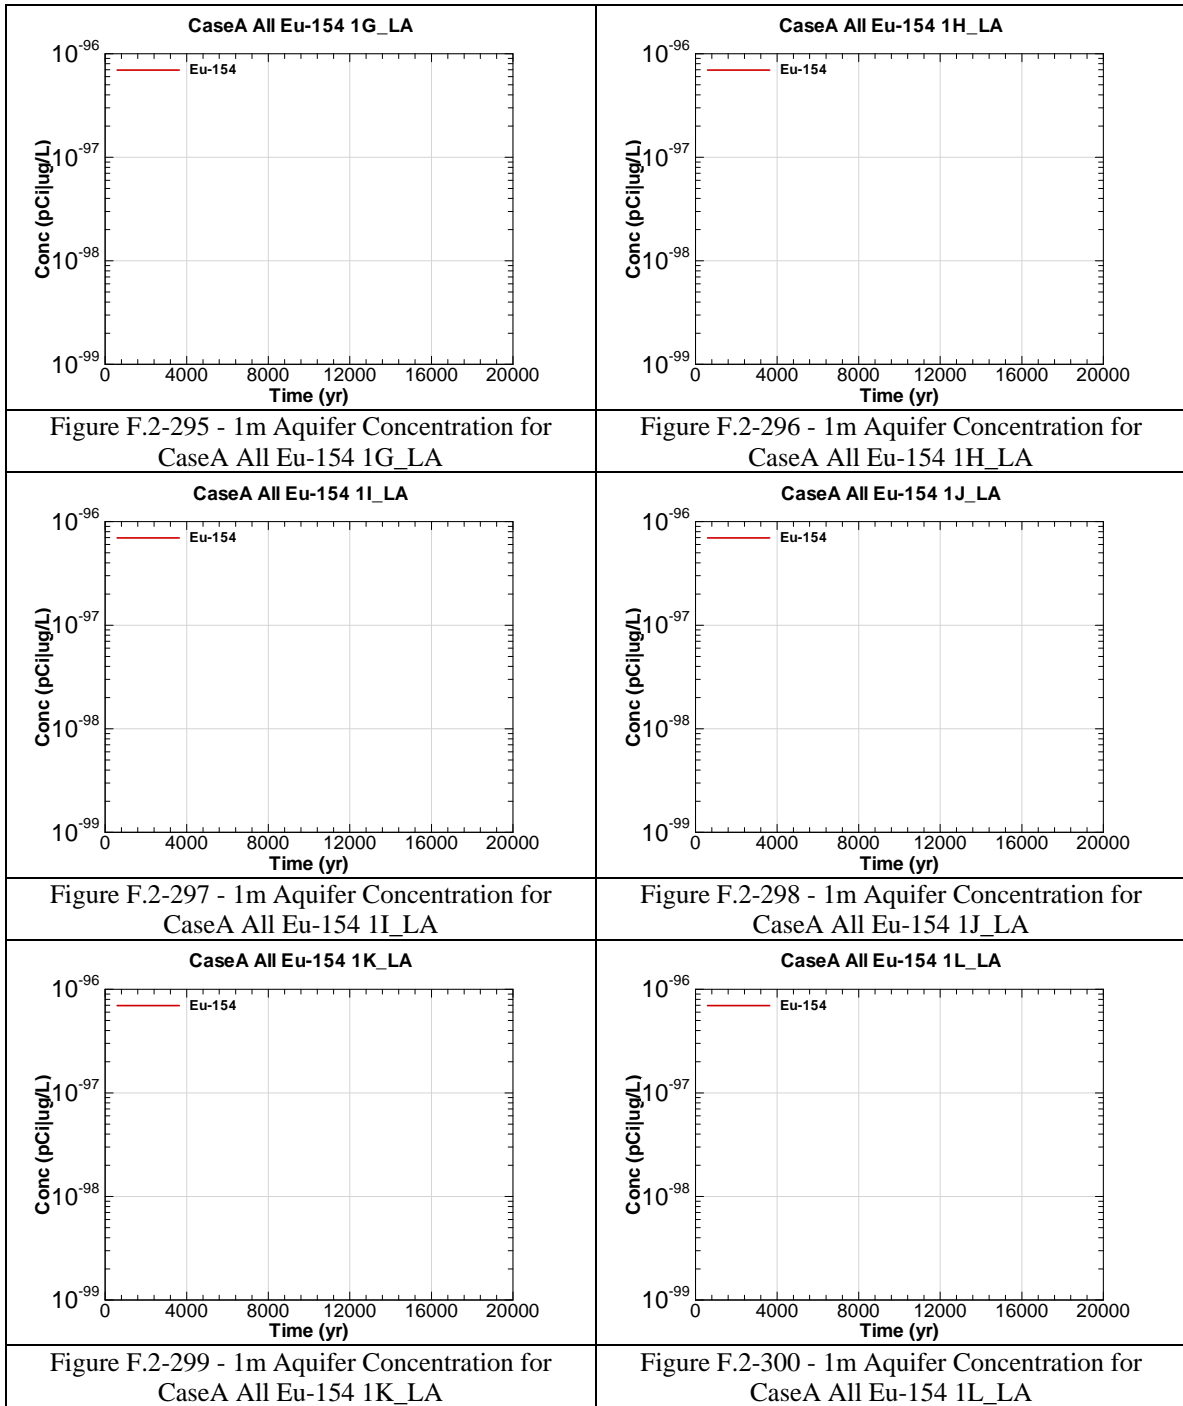 CaseA All Eu-154 1G_LA
10-96
Eu-154
10-97
Conc (pCi|ug/L)
10-98
10-99
0 4000 8000 12000 16000 20000
Time (yr)
Figure F.2-295 - 1m Aquifer Concentration for
CaseA All Eu-154 1G_LA
CaseA All Eu-154 1H_LA
10-96
Eu-154
10-97
Conc (pCi|ug/L)
10-98
10-99
0 4000 8000 12000 16000 20000
Time (yr)
Figure F.2-296 - 1m Aquifer Concentration for
CaseA All Eu-154 1H_LA
CaseA All Eu-154 1I_LA
10-96
Eu-154
10-97
Conc (pCi|ug/L)
10-98
10-99
0 4000 8000 12000 16000 20000
Time (yr)
Figure F.2-297 - 1m Aquifer Concentration for
CaseA All Eu-154 1I_LA
CaseA All Eu-154 1J_LA
10-96
Eu-154
10-97
Conc (pCi|ug/L)
10-98
10-99
0 4000 8000 12000 16000 20000
Time (yr)
Figure F.2-298 - 1m Aquifer Concentration for
CaseA All Eu-154 1J_LA
CaseA All Eu-154 1K_LA
10-96
Eu-154
10-97
Conc (pCi|ug/L)
10-98
10-99
0 4000 8000 12000 16000 20000
Time (yr)
Figure F.2-299 - 1m Aquifer Concentration for
CaseA All Eu-154 1K_LA
CaseA All Eu-154 1L_LA
10-96
Eu-154
10-97
Conc (pCi|ug/L)
10-98
10-99
0 4000 8000 12000 16000 20000
Time (yr)
Figure F.2-300 - 1m Aquifer Concentration for
CaseA All Eu-154 1L_LA